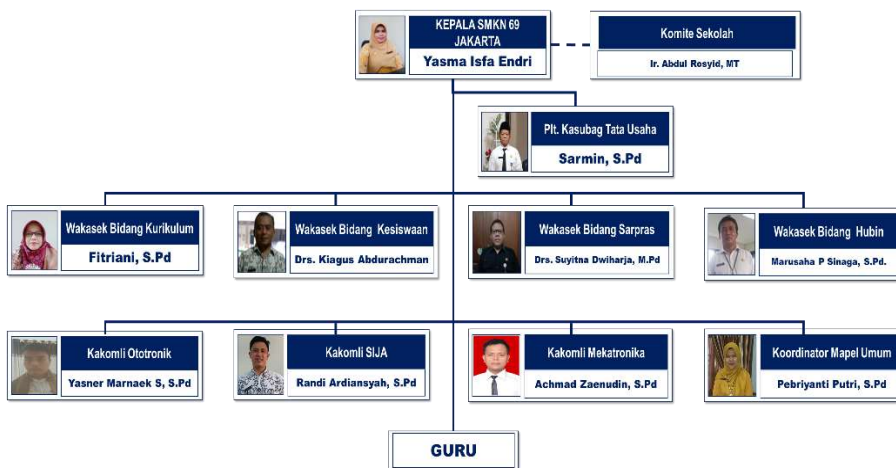 KEPALA SMKN 69
JAKARTA
Yasma Isfa Endri
Komite Sekolah
Ir. Abdul Rosyid, MT
Plt. Kasubag Tata Usaha
Sarmin, S.Pd
Wakasek Bidang Kurikulum
Fitriani, S.Pd
Wakasek Bidang Kesiswaan
Drs. Kiagus Abdurachman
Wakasek Bidang Sarpras
Drs. Suyitna Dwiharja, M.Pd
Wakasek Bidang Hubin
Marusaha P Sinaga, S.Pd.
Kakomli Ototronik
Yasner Marnaek S, S.Pd
Kakomli SIJA
Randi Ardiansyah, S.Pd
Kakomli Mekatronika
Achmad Zaenudin, S.Pd
Koordinator Mapel Umum
Pebriyanti Putri, S.Pd
GURU